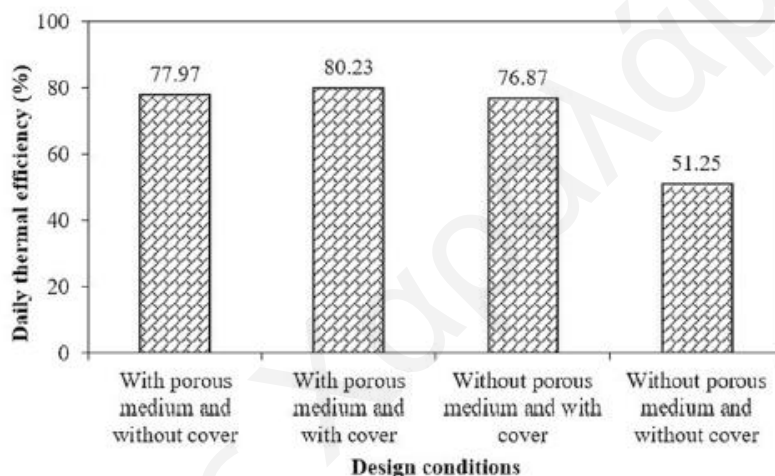 Daily thermal efficiency (%)
100
80
60
40
20
0
77.97
80.23
76.87
51.25
With porous
medium and
without cover
With porous
medium and
with cover
Without porous
medium and with
cover
Without porous
medium and
without cover
Design conditions